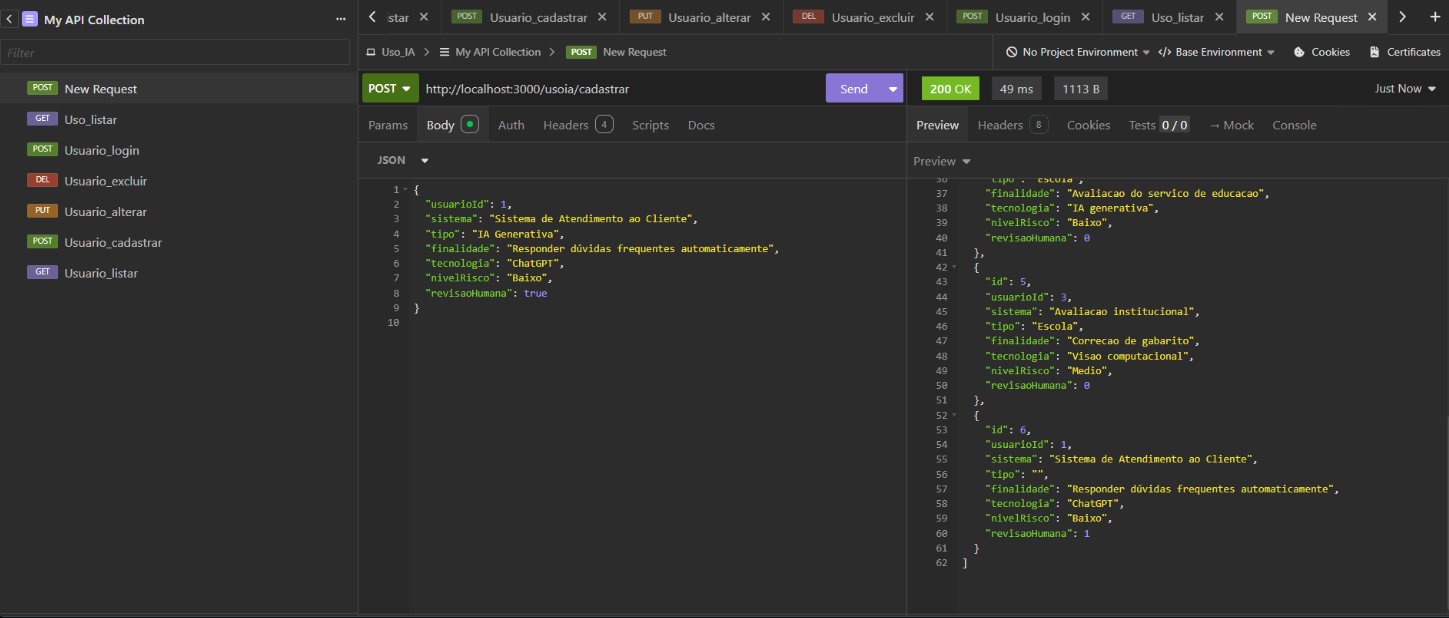 My API Collection
Filter
POST New Request
GET Uso_listar
POST Usuario_login
DEL Usuario_excluir
PUT Usuario_alterar
POST Usuario_cadastrar
GET Usuario_listar
istar
POST Usuario_cadastrar
PUT Usuario_alterar
DEL Usuario_excluir
POST Usuario_login
GET Uso_listar
POST New Request
Uso_IA
My API Collection
POST New Request
No Project Environment
</> Base Environment
Cookies
Certificates
POST http://localhost:3000/usoia/cadastrar Send
200 OK 49 ms 1113 B Just Now
Params Body Auth Headers 4 Scripts Docs
Preview Headers 8 Cookies Tests 0 / 0 → Mock Console
JSON
1 {
2 "usuarioId": 1,
3 "sistema": "Sistema de Atendimento ao Cliente",
4 "tipo": "IA Generativa",
5 "finalidade": "Responder dúvidas frequentes automaticamente",
6 "tecnologia": "ChatGPT",
7 "nivelRisco": "Baixo",
8 "revisaoHumana": true
9 }
10
Preview
36 "tipo": "Escola",
37 "finalidade": "Avaliacao do servico de educacao",
38 "tecnologia": "IA generativa",
39 "nivelRisco": "Baixo",
40 "revisaoHumana": 0
41 },
42 {
43 "id": 5,
44 "usuarioId": 3,
45 "sistema": "Avaliacao institucional",
46 "tipo": "Escola",
47 "finalidade": "Correcao de gabarito",
48 "tecnologia": "Visao computacional",
49 "nivelRisco": "Medio",
50 "revisaoHumana": 0
51 },
52 {
53 "id": 6,
54 "usuarioId": 1,
55 "sistema": "Sistema de Atendimento ao Cliente",
56 "tipo": "",
57 "finalidade": "Responder dúvidas frequentes automaticamente",
58 "tecnologia": "ChatGPT",
59 "nivelRisco": "Baixo",
60 "revisaoHumana": 1
61 }
62 ]